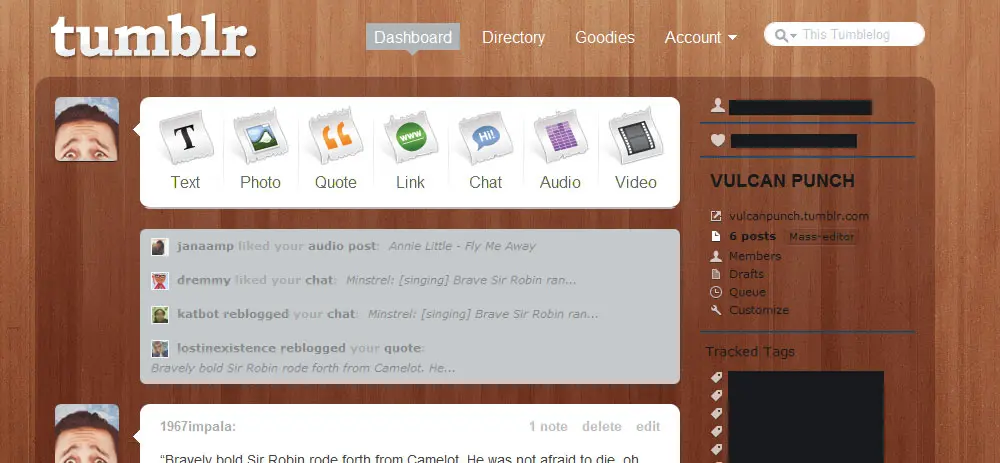 tumblr.
Dashboard Directory Goodies Account This Tumblelog
T www Hi!
Text Photo Quote Link Chat Audio Video
VULCAN PUNCH
vulcanpunch.tumblr.com
6 posts Mass editor
Members
Drafts
Queue
Customize
Tracked Tags
janaamp liked your audio post: Annie Little - Fly Me Away
dremmy liked your chat: Minstrel: [singing] Brave Sir Robin ran...
katbot reblogged your chat: Minstrel: [singing] Brave Sir Robin ran...
lostinexistence reblogged your quote:
Bravely bold Sir Robin rode forth from Camelot. He...
1967impala: 1 note delete edit
“Bravely bold Sir Robin rode forth from Camelot. He was not afraid to die, oh